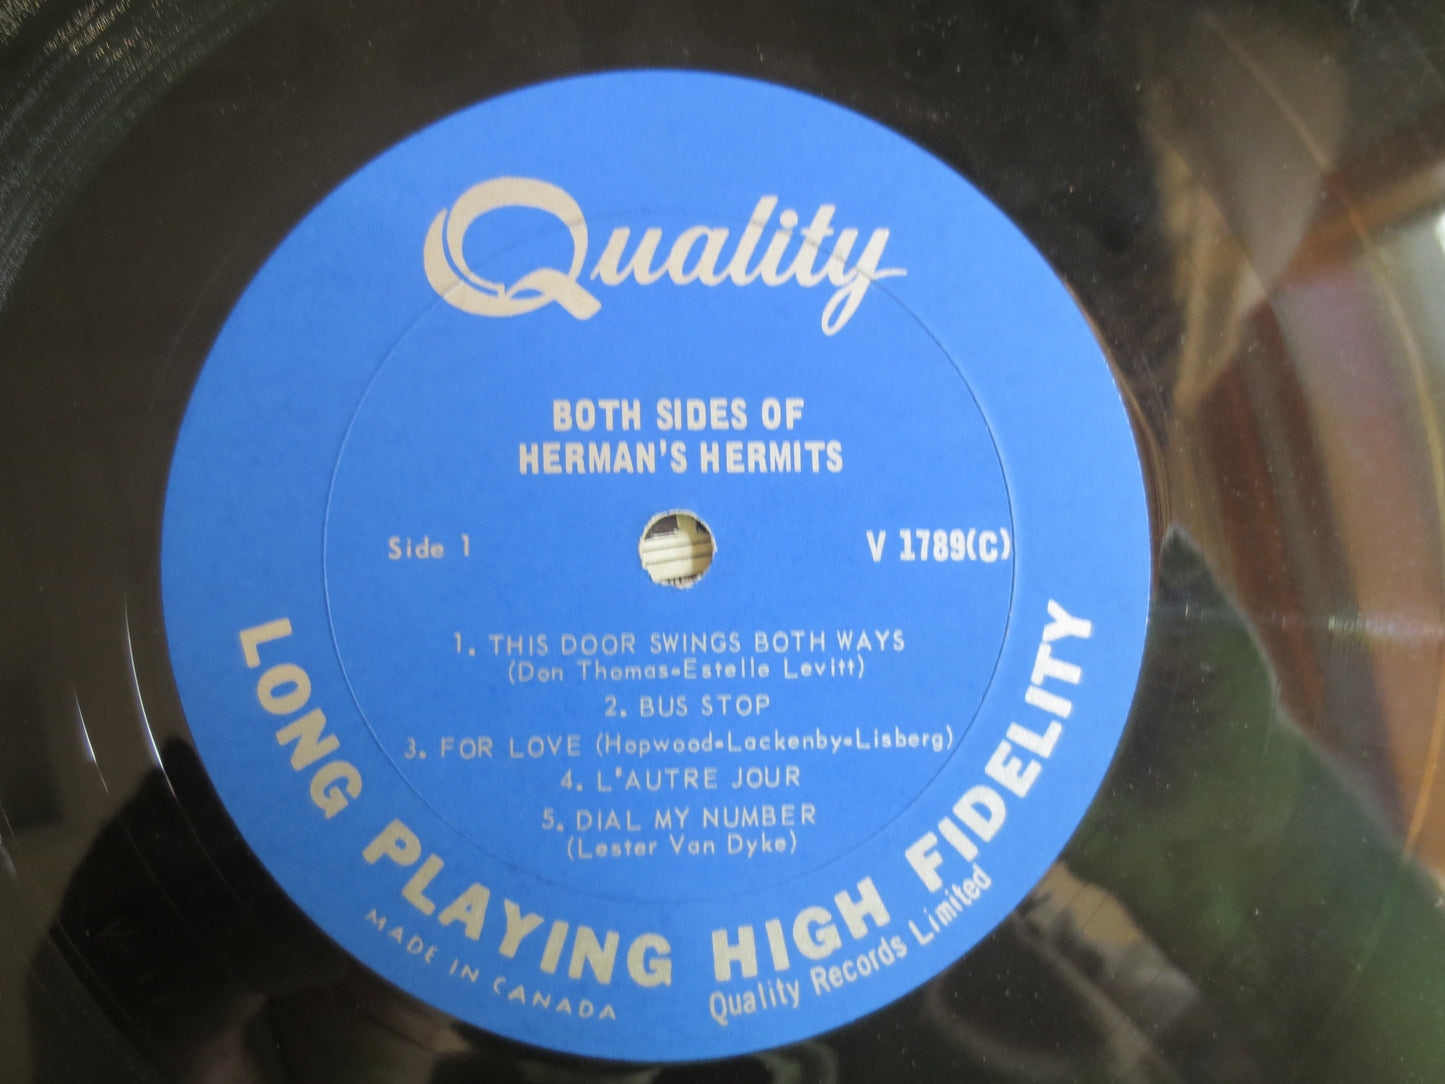 Quality
BOTH SIDES OF
HERMAN'S HERMITS
Side 1
V 1789(C)
1. THIS DOOR SWINGS BOTH WAYS
(Don Thomas-Estelle Levitt)
2. BUS STOP
3. FOR LOVE (Hopwood-Lackenby-Lisberg)
4. L'AUTRE JOUR
5. DIAL MY NUMBER
(Lester Van Dyke)
LONG PLAYING HIGH FIDELITY
MADE IN CANADA
Quality Records Limited